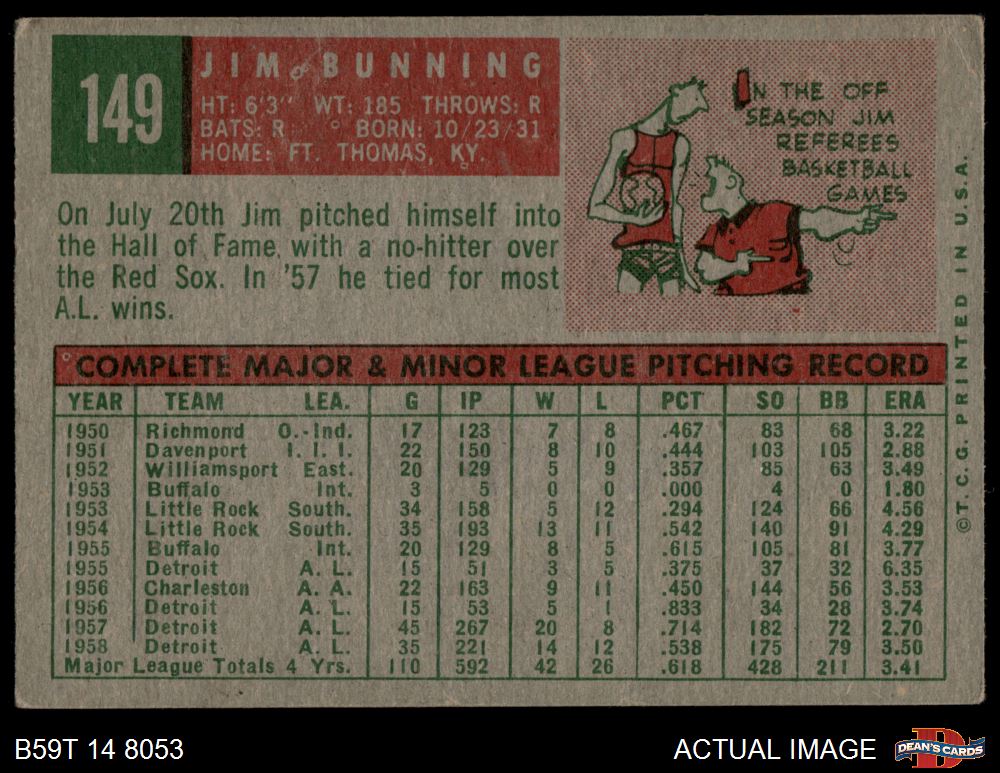 149
JIM BUNNING
HT: 6'3" WT: 185 THROWS: R
BATS: R BORN: 10/23/31
HOME: FT. THOMAS, KY.
IN THE OFF
SEASON JIM
REFEREES
BASKETBALL
GAMES
On July 20th Jim pitched himself into
the Hall of Fame with a no-hitter over
the Red Sox. In '57 he tied for most
A.L. wins.
COMPLETE MAJOR & MINOR LEAGUE PITCHING RECORD
YEAR TEAM LEA. G IP W L PCT SO BB ERA
1950 Richmond O.-Ind. 17 123 7 8 .467 83 68 3.22
1951 Davenport I. I. I. 22 150 8 10 .444 103 105 2.88
1952 Williamsport East. 20 129 5 9 .357 85 63 3.49
1953 Buffalo Int. 3 5 0 0 .000 4 0 1.80
1953 Little Rock South. 34 158 5 12 .294 124 66 4.56
1954 Little Rock South. 35 193 13 11 .542 140 91 4.29
1955 Buffalo Int. 20 129 8 5 .615 105 81 3.77
1955 Detroit A. L. 15 51 3 5 .375 37 32 6.35
1956 Charleston A. A. 22 163 9 11 .450 144 56 3.53
1956 Detroit A. L. 15 53 5 1 .833 34 28 3.74
1957 Detroit A. L. 45 267 20 8 .714 182 72 2.70
1958 Detroit A. L. 35 221 14 12 .538 175 79 3.50
Major League Totals 4 Yrs. 110 592 42 26 .618 428 211 3.41
©T.C.G. PRINTED IN U.S.A.
B59T 14 8053
ACTUAL IMAGE
DEAN'S CARDS